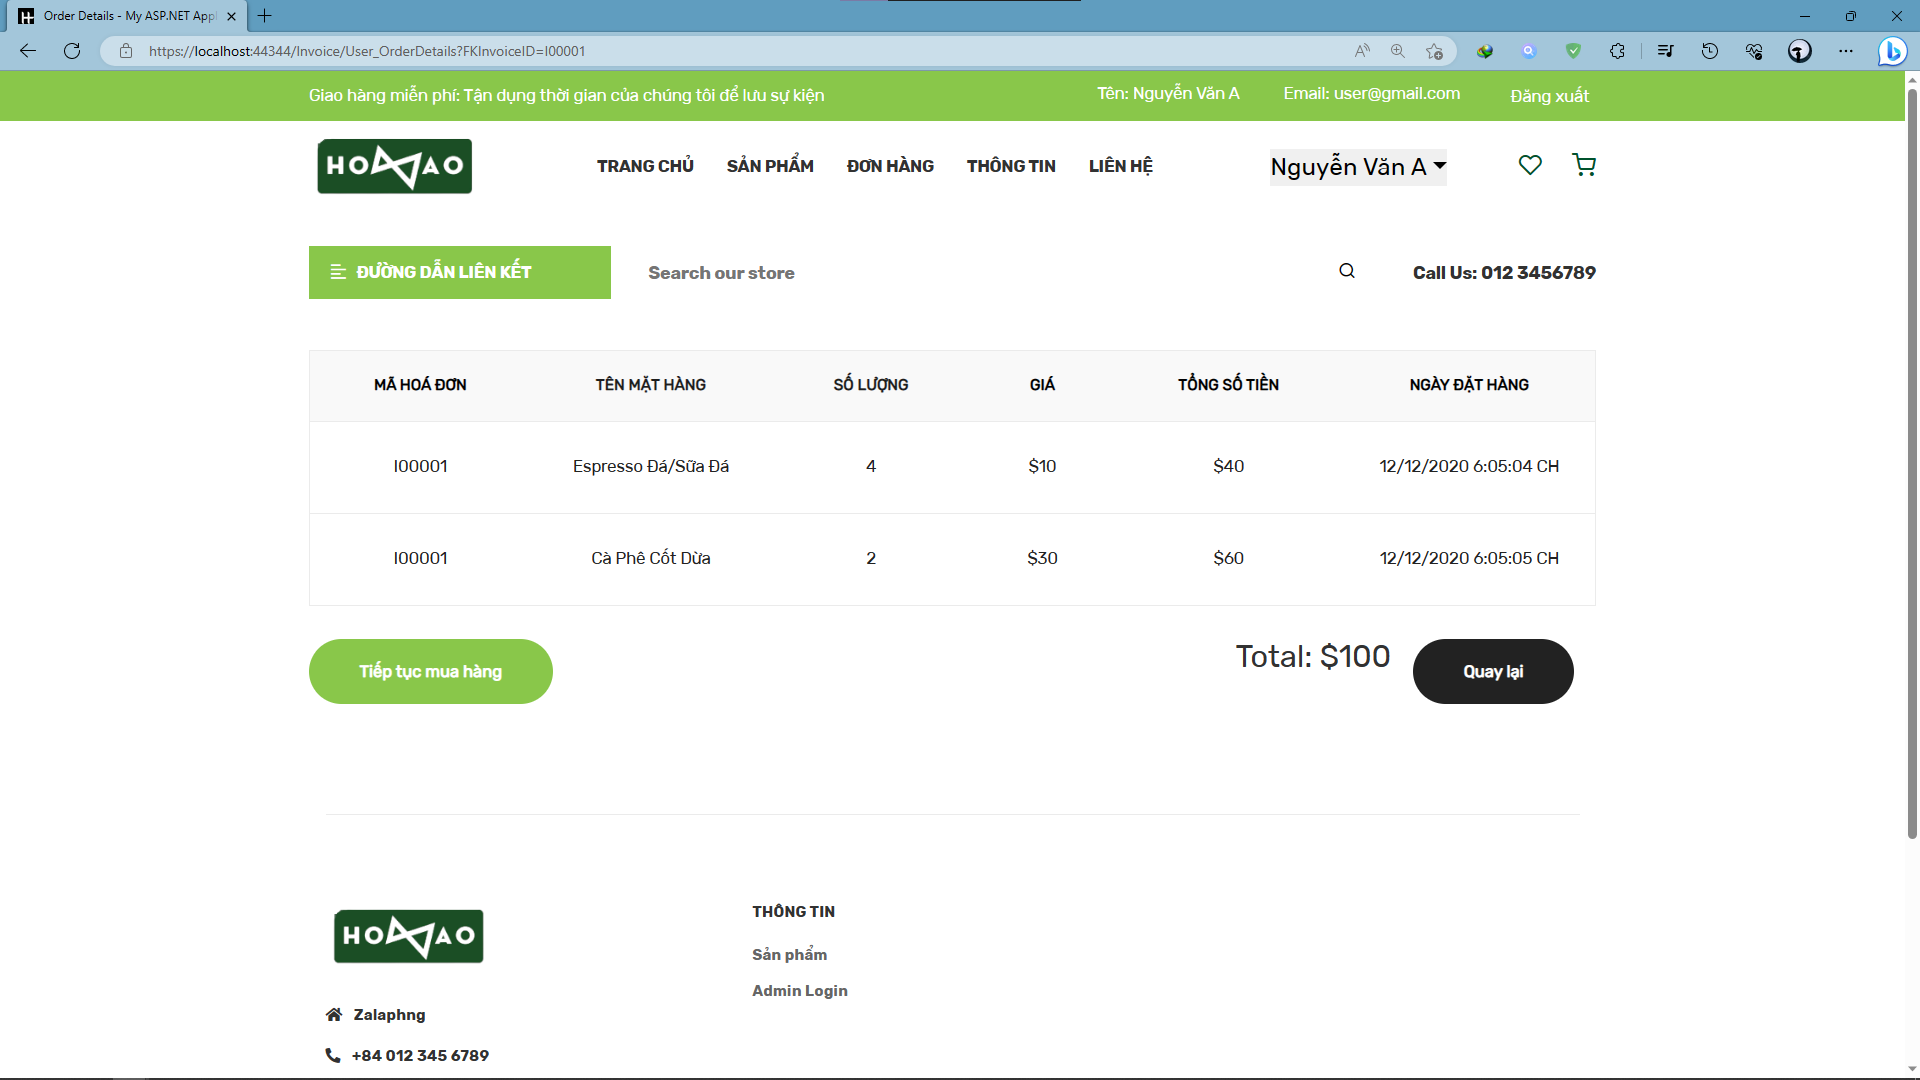 Order Details - My ASP.NET Appl
https://localhost:44344/Invoice/User_OrderDetails?FKInvoiceID=I00001
Giao hàng miễn phí: Tận dụng thời gian của chúng tôi để lưu sự kiện
Tên: Nguyễn Văn A
Email: user@gmail.com
Đăng xuất
HOMAO
TRANG CHỦ
SẢN PHẨM
ĐƠN HÀNG
THÔNG TIN
LIÊN HỆ
Nguyễn Văn A
ĐƯỜNG DẪN LIÊN KẾT
Search our store
Call Us: 012 3456789
MÃ HOÁ ĐƠN TÊN MẶT HÀNG SỐ LƯỢNG GIÁ TỔNG SỐ TIỀN NGÀY ĐẶT HÀNG
I00001 Espresso Đá/Sữa Đá 4 $10 $40 12/12/2020 6:05:04 CH
I00001 Cà Phê Cốt Dừa 2 $30 $60 12/12/2020 6:05:05 CH
Tiếp tục mua hàng
Total: $100
Quay lại
HOMAO
THÔNG TIN
Sản phẩm
Admin Login
Zalaphng
+84 012 345 6789